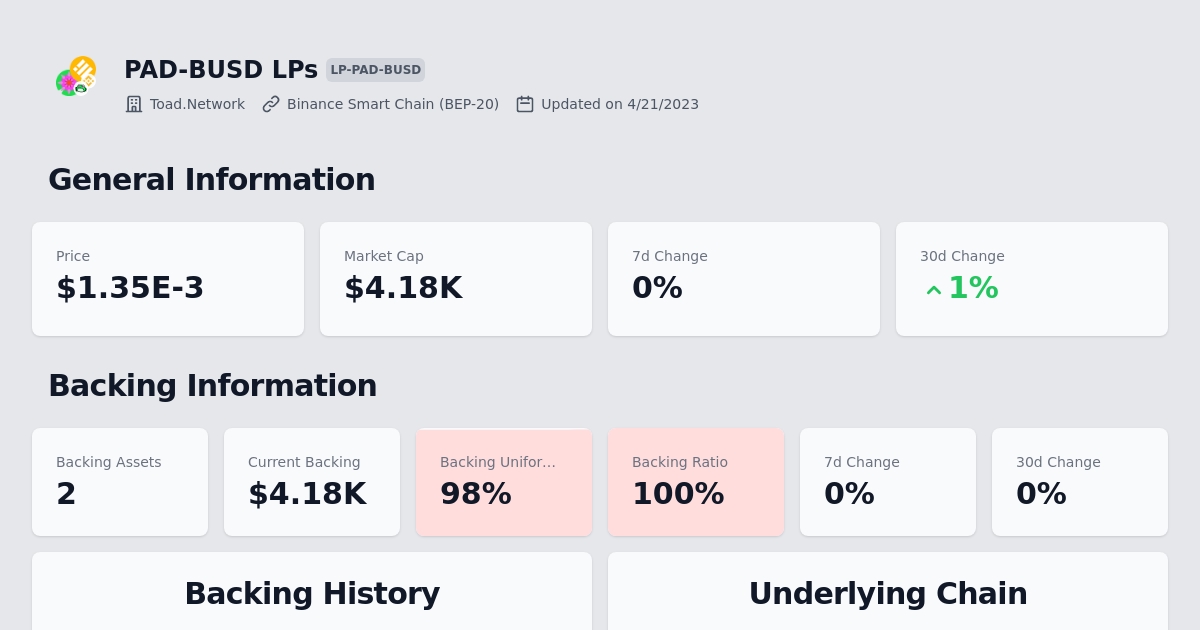 PAD-BUSD LPs LP-PAD-BUSD
Toad.Network Binance Smart Chain (BEP-20) Updated on 4/21/2023
General Information
Price
$1.35E-3
Market Cap
$4.18K
7d Change
0%
30d Change
1%
Backing Information
Backing Assets
2
Current Backing
$4.18K
Backing Unifor...
98%
Backing Ratio
100%
7d Change
0%
30d Change
0%
Backing History
Underlying Chain